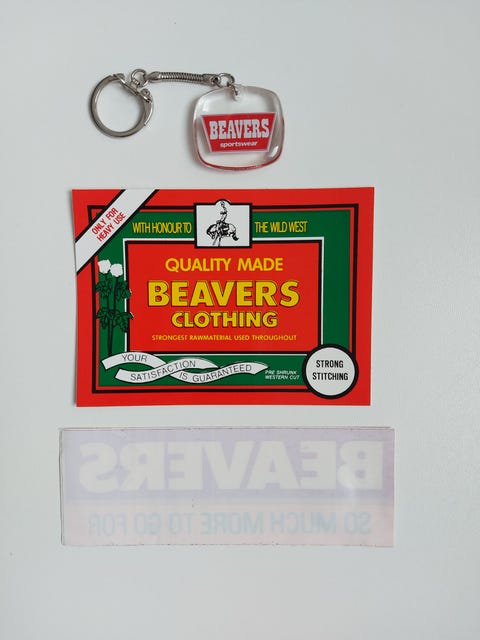 BEAVERS
sportswear
ONLY FOR
HEAVY USE
WITH HONOUR TO THE WILD WEST
QUALITY MADE
BEAVERS
CLOTHING
STRONGEST RAWMATERIAL USED THROUGHOUT
YOUR
SATISFACTION
IS GUARANTEED
PRE SHRUNK
WESTERN CUT
STRONG
STITCHING
BEAVERS
SO MUCH MORE TO GO FOR